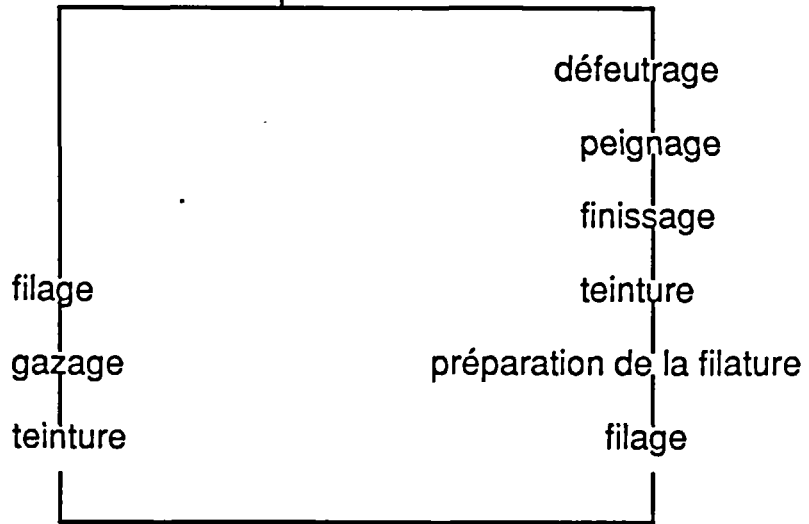 défeutrage
peignage
finissage
filage
teinture
gazage
préparation de la filature
teinture
filage